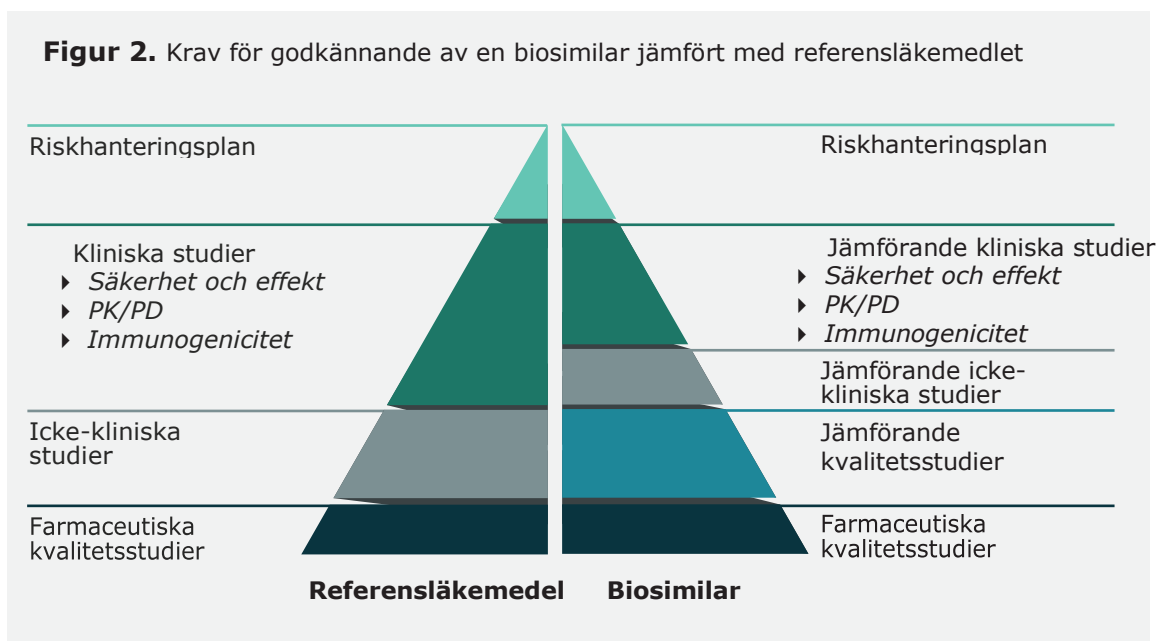 Figur 2. Krav för godkännande av en biosimilar jämfört med referensläkemedlet
Riskhanteringsplan
Kliniska studier
Säkerhet och effekt
PK/PD
Immunogenicitet
Icke-kliniska
studier
Farmaceutiska
kvalitetsstudier
Riskhanteringsplan
Jämförande kliniska studier
Säkerhet och effekt
PK/PD
Immunogenicitet
Jämförande icke-
kliniska studier
Jämförande
kvalitetsstudier
Farmaceutiska
kvalitetsstudier
Referensläkemedel
Biosimilar